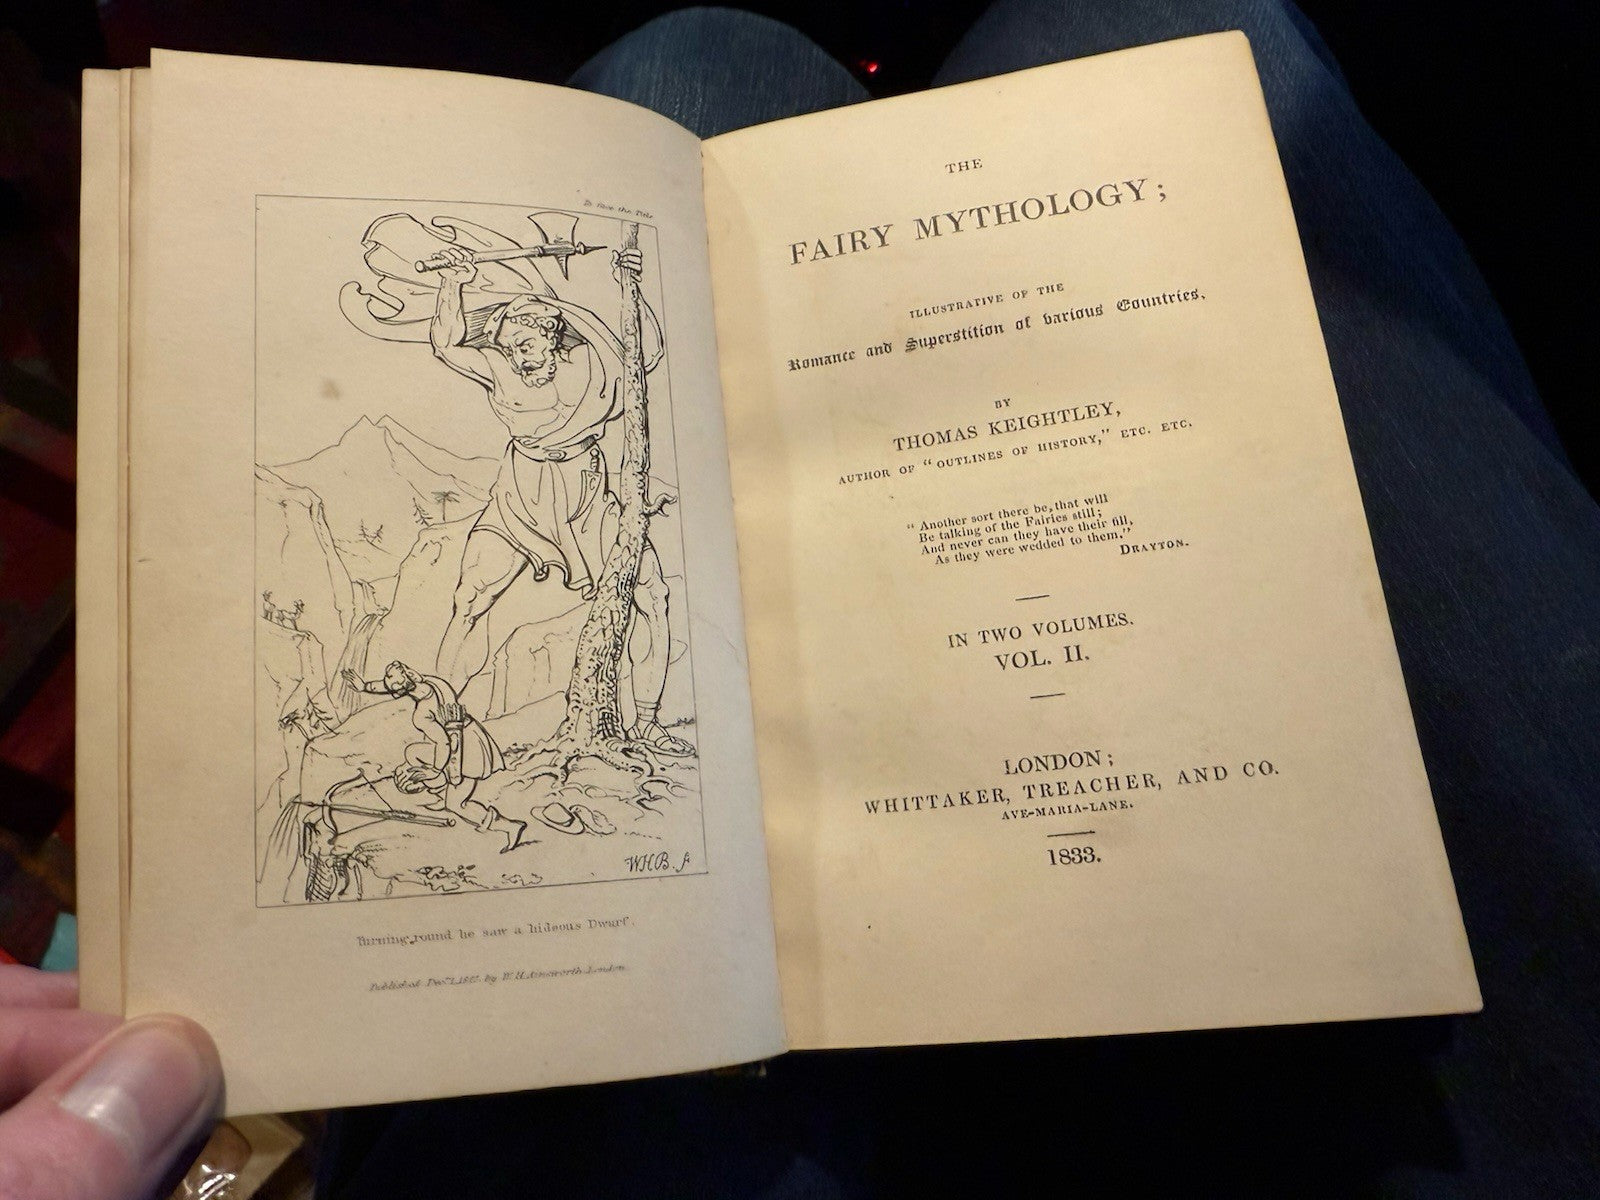 To face the Title
WHB. f
Turning round he saw a hideous Dwarf.
by W. H. Ainsworth London
THE
FAIRY MYTHOLOGY;
ILLUSTRATIVE OF THE
Romance and Superstition of various Countries,
BY
THOMAS KEIGHTLEY,
AUTHOR OF "OUTLINES OF HISTORY," ETC. ETC.
"Another sort there be, that will
Be talking of the Fairies still;
And never can they have their fill,
As they were wedded to them."
DRAYTON.
IN TWO VOLUMES.
VOL. II.
LONDON;
WHITTAKER, TREACHER, AND CO.
AVE-MARIA-LANE.
1833.